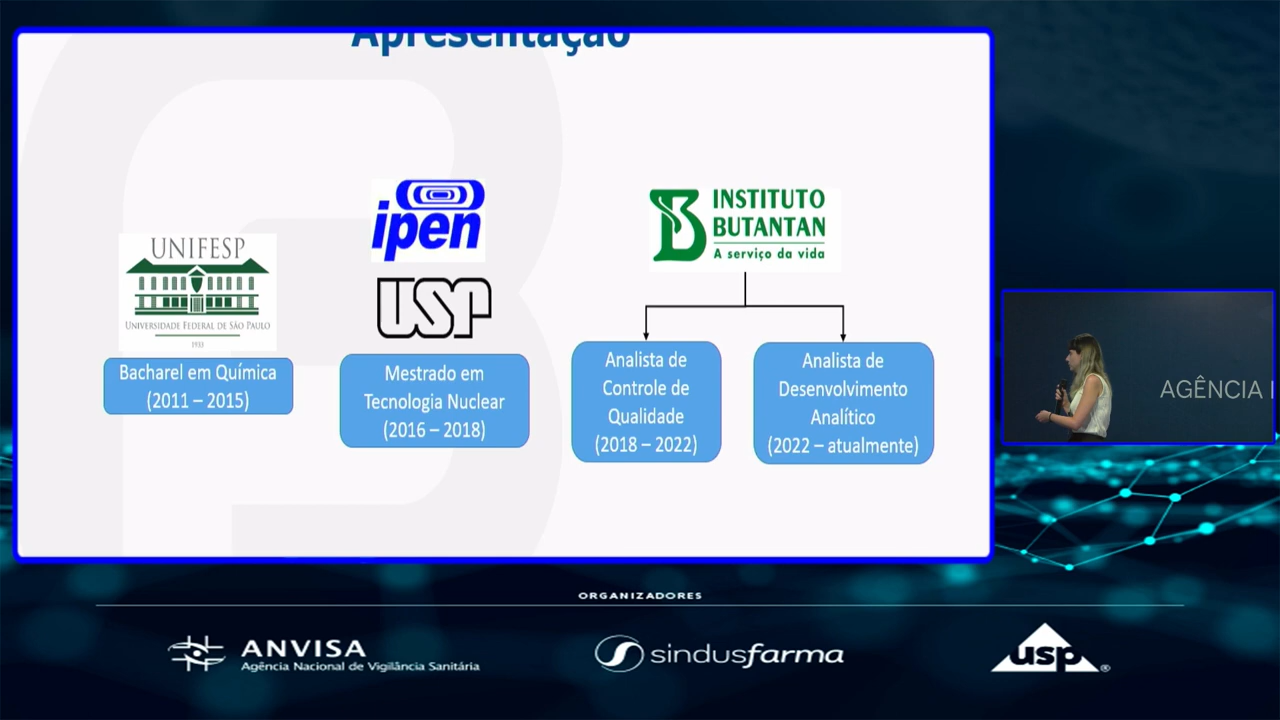 Apresentação
UNIFESP
UNIVERSIDADE FEDERAL DE SÃO PAULO
1933
Bacharel em Química
(2011 – 2015)
ipen
USP
Mestrado em
Tecnologia Nuclear
(2016 – 2018)
INSTITUTO
BUTANTAN
A serviço da vida
Analista de
Controle de
Qualidade
(2018 – 2022)
Analista de
Desenvolvimento
Analítico
(2022 – atualmente)
AGÊNCIA
ORGANIZADORES
ANVISA
Agência Nacional de Vigilância Sanitária
sindusfarma
usp®